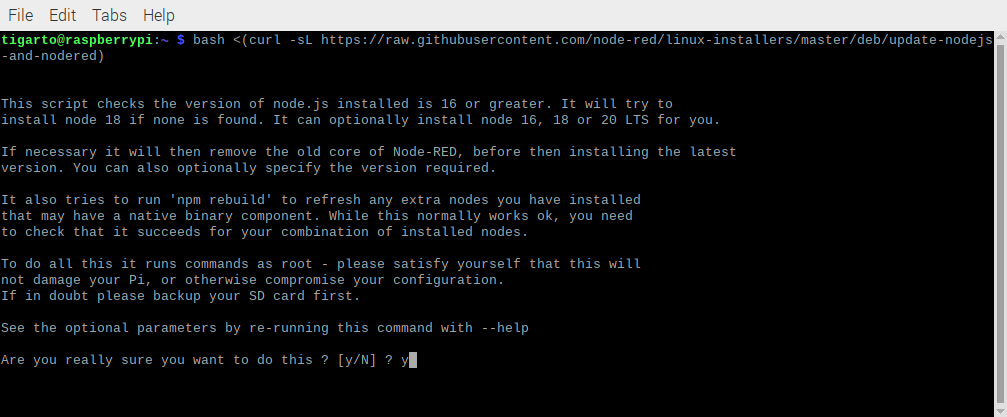 File Edit Tabs Help
tigarto@raspberrypi:~ $ bash <(curl -sL https://raw.githubusercontent.com/node-red/linux-installers/master/deb/update-nodejs
-and-nodered)
This script checks the version of node.js installed is 16 or greater. It will try to
install node 18 if none is found. It can optionally install node 16, 18 or 20 LTS for you.
If necessary it will then remove the old core of Node-RED, before then installing the latest
version. You can also optionally specify the version required.
It also tries to run 'npm rebuild' to refresh any extra nodes you have installed
that may have a native binary component. While this normally works ok, you need
to check that it succeeds for your combination of installed nodes.
To do all this it runs commands as root - please satisfy yourself that this will
not damage your Pi, or otherwise compromise your configuration.
If in doubt please backup your SD card first.
See the optional parameters by re-running this command with --help
Are you really sure you want to do this ? [y/N] ? y